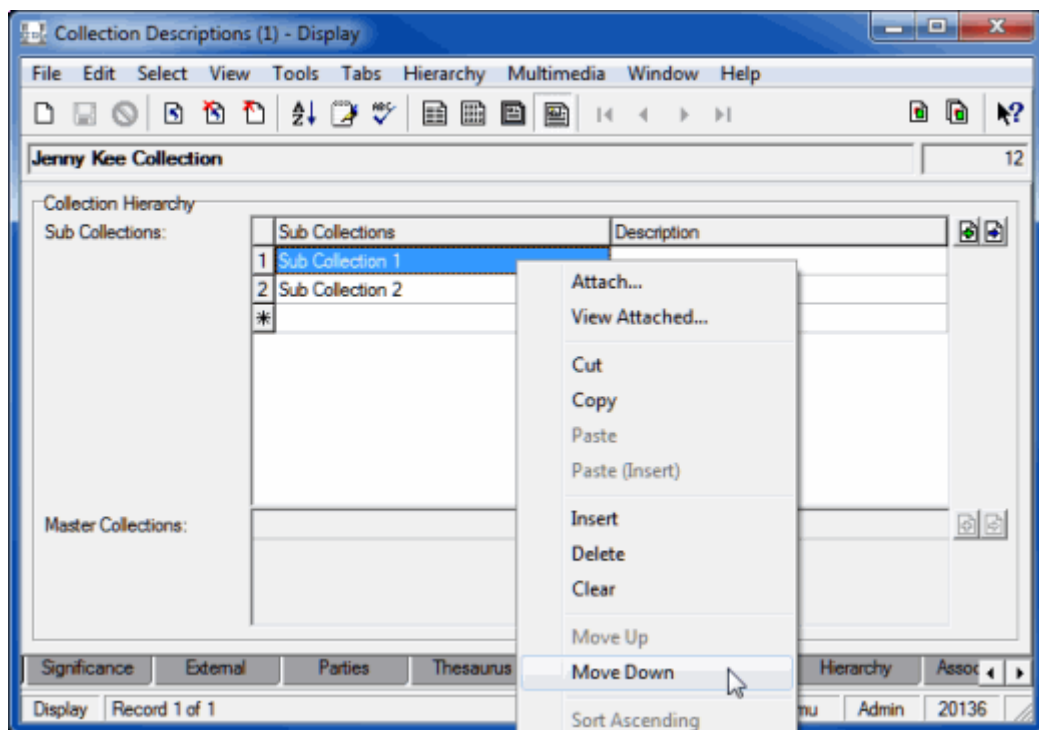 Collection Descriptions (1) - Display
File Edit Select View Tools Tabs Hierarchy Multimedia Window Help
Jenny Kee Collection 12
Collection Hierarchy
Sub Collections:
Sub Collections Description
1 Sub Collection 1
2 Sub Collection 2
*
Attach...
View Attached...
Cut
Copy
Paste
Paste (Insert)
Insert
Delete
Clear
Move Up
Move Down
Sort Ascending
Master Collections:
Significance External Parties Thesaurus Hierarchy Assoc
Display Record 1 of 1 Admin 20136